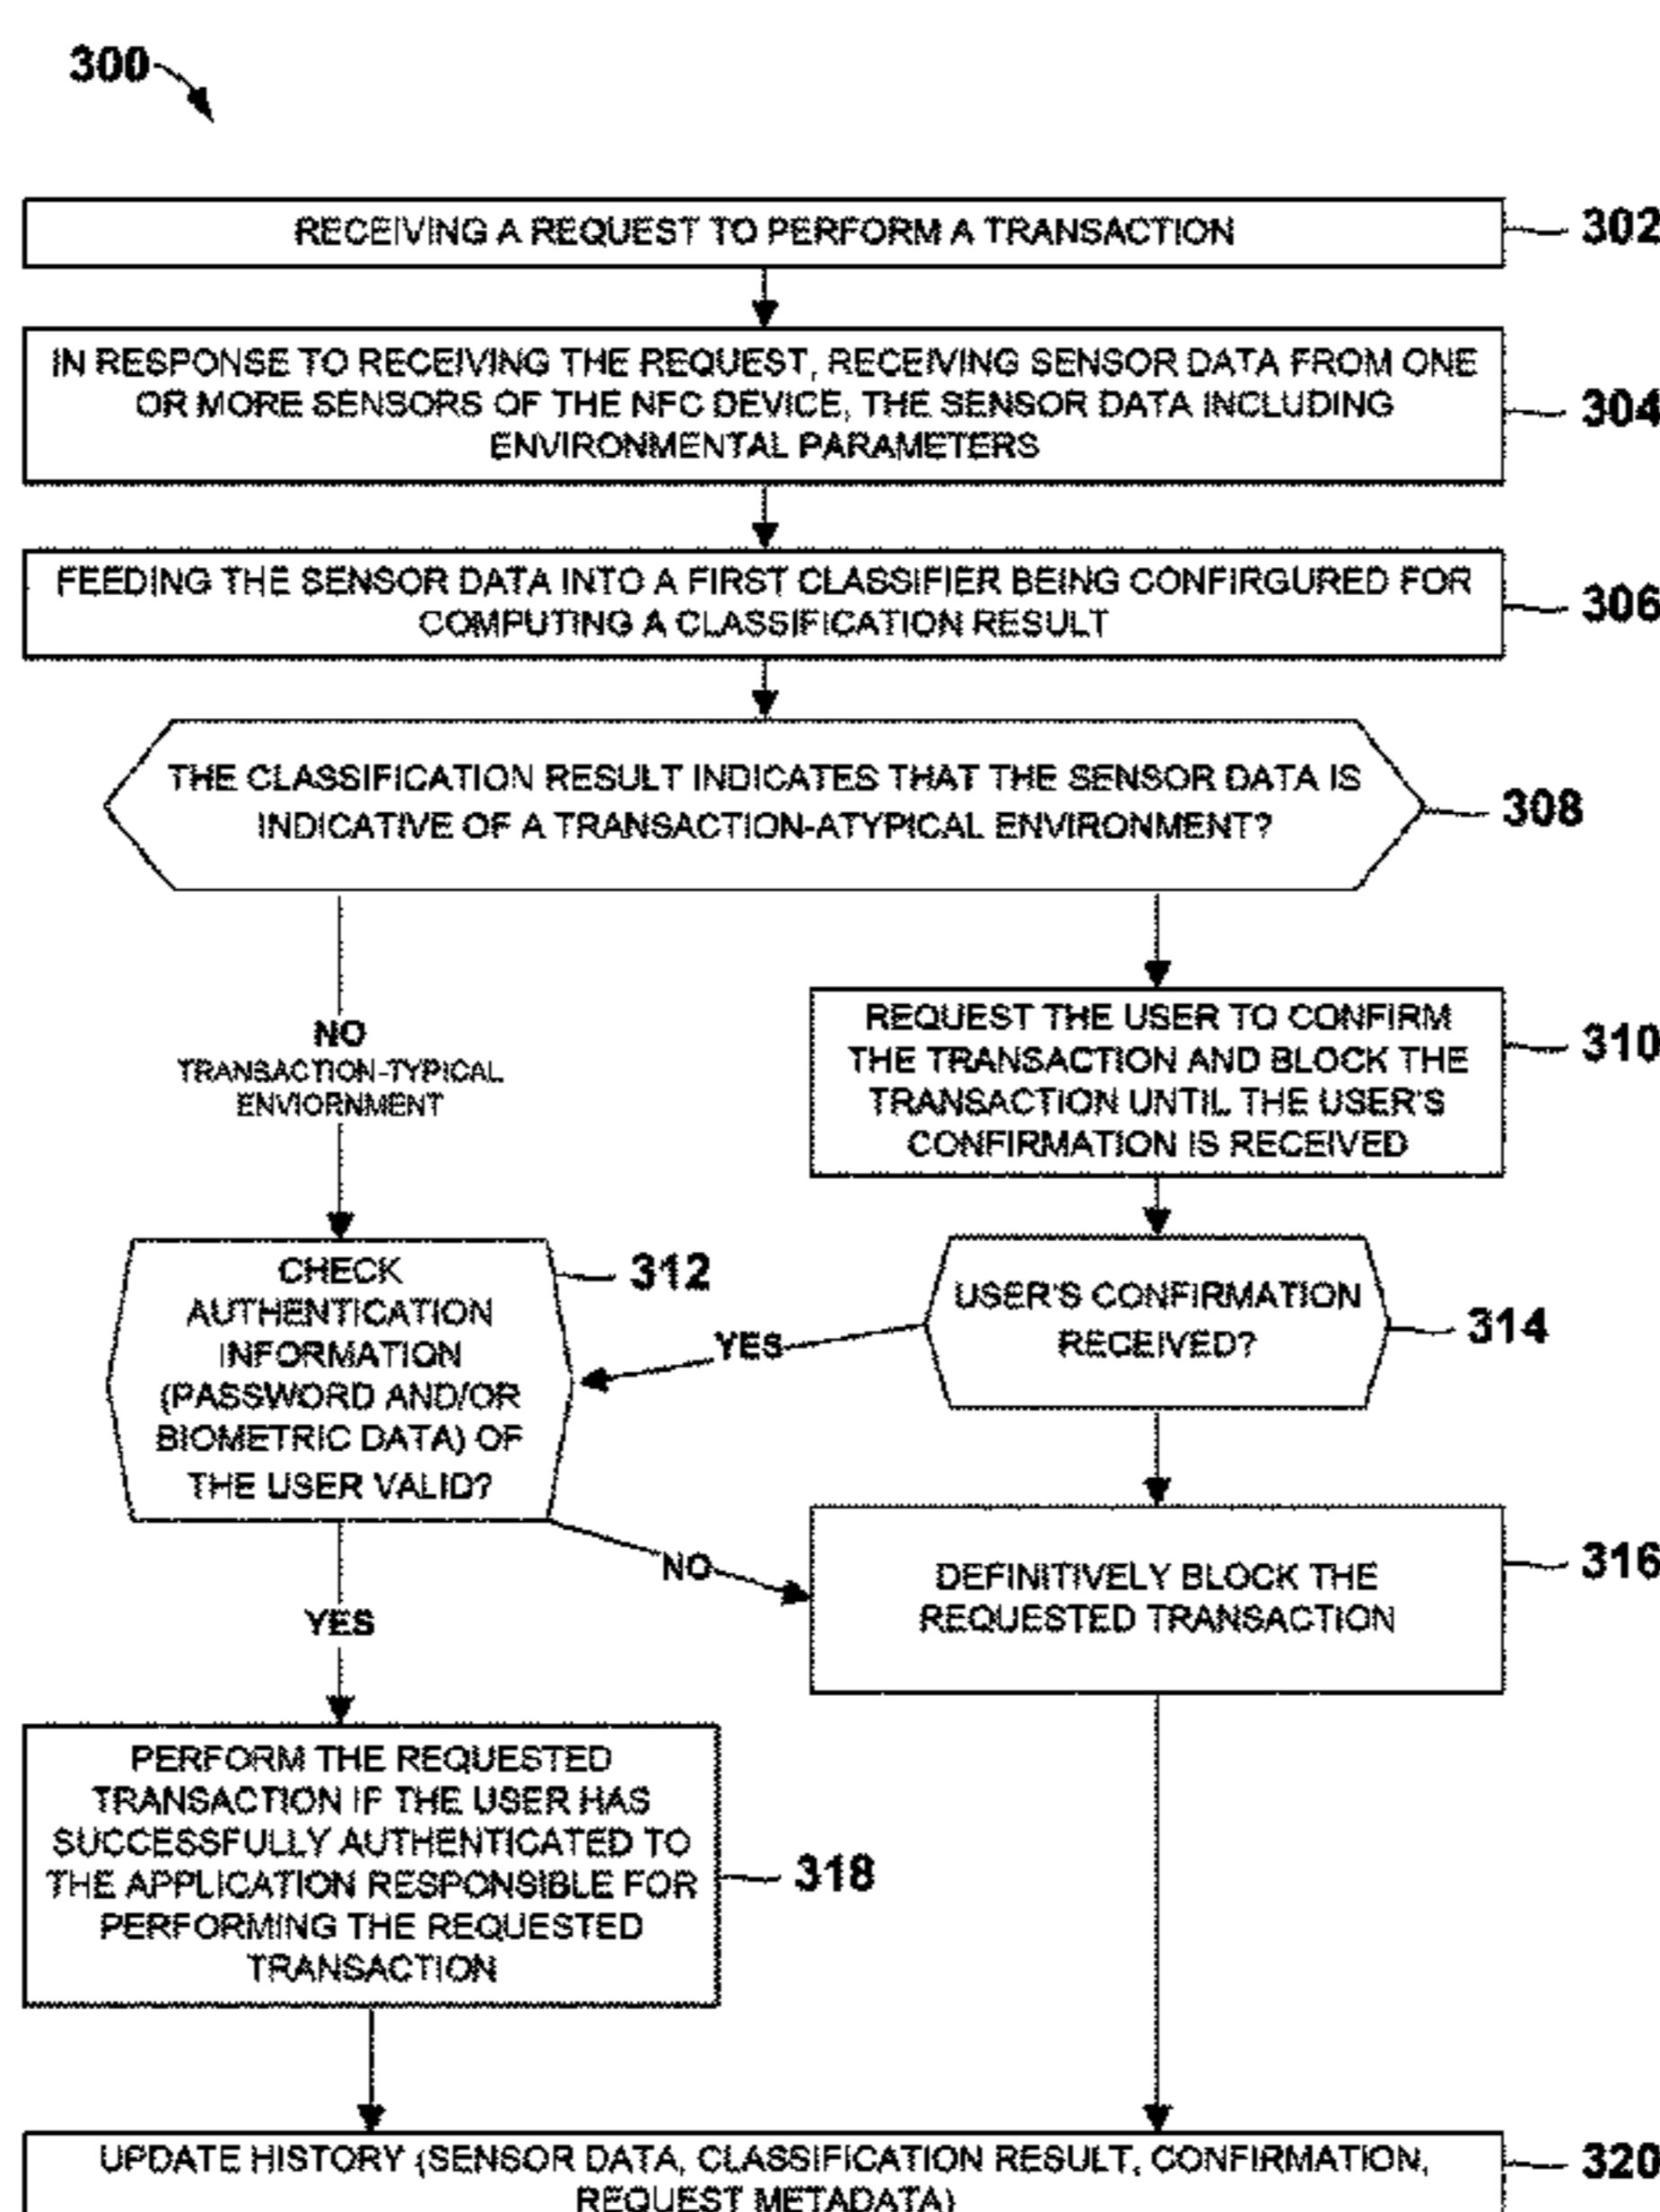 300
RECEIVING A REQUEST TO PERFORM A TRANSACTION
302
IN RESPONSE TO RECEIVING THE REQUEST, RECEIVING SENSOR DATA FROM ONE
OR MORE SENSORS OF THE NFC DEVICE, THE SENSOR DATA INCLUDING
ENVIRONMENTAL PARAMETERS
304
FEEDING THE SENSOR DATA INTO A FIRST CLASSIFIER BEING CONFIRGURED FOR
COMPUTING A CLASSIFICATION RESULT
306
THE CLASSIFICATION RESULT INDICATES THAT THE SENSOR DATA IS
INDICATIVE OF A TRANSACTION-ATYPICAL ENVIRONMENT?
308
NO
TRANSACTION-TYPICAL
ENVIORNMENT
REQUEST THE USER TO CONFIRM
THE TRANSACTION AND BLOCK THE
TRANSACTION UNTIL THE USER'S
CONFIRMATION IS RECEIVED
310
CHECK
AUTHENTICATION
INFORMATION
(PASSWORD AND/OR
BIOMETRIC DATA) OF
THE USER VALID?
312
YES
USER'S CONFIRMATION
RECEIVED?
314
NO
DEFINITIVELY BLOCK THE
REQUESTED TRANSACTION
316
YES
PERFORM THE REQUESTED
TRANSACTION IF THE USER HAS
SUCCESSFULLY AUTHENTICATED TO
THE APPLICATION RESPONSIBLE FOR
PERFORMING THE REQUESTED
TRANSACTION
318
UPDATE HISTORY (SENSOR DATA, CLASSIFICATION RESULT, CONFIRMATION,
REQUEST METADATA)
320